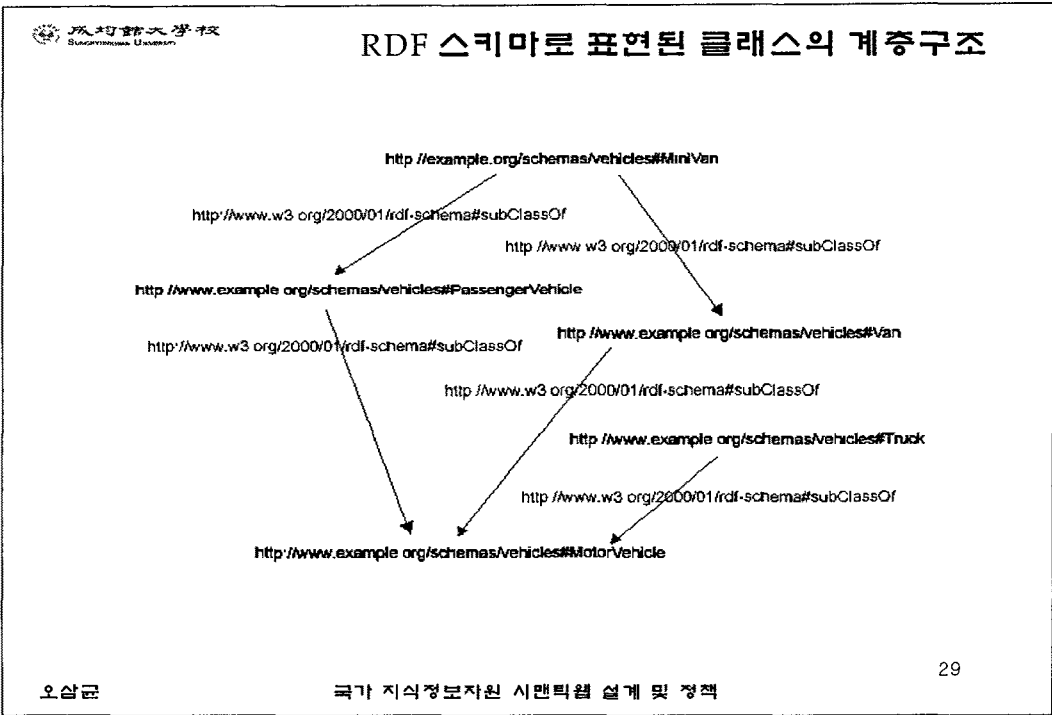 成均館大學校
SUNGKYUNKWAN UNIVERSITY
RDF 스키마로 표현된 클래스의 계층구조
http //example.org/schemas/vehicles#MiniVan
http://www.w3 org/2000/01/rdf-schema#subClassOf
http //www w3 org/2000/01/rdf-schema#subClassOf
http //www.example org/schemas/vehicles#PassengerVehicle
http //www.example org/schemas/vehicles#Van
http://www.w3 org/2000/01/rdf-schema#subClassOf
http //www.w3 org/2000/01/rdf-schema#subClassOf
http //www.example org/schemas/vehicles#Truck
http //www.w3 org/2000/01/rdf-schema#subClassOf
http://www.example org/schemas/vehicles#MotorVehicle
29
오삼균
국가 지식정보자원 시맨틱웹 설계 및 정책